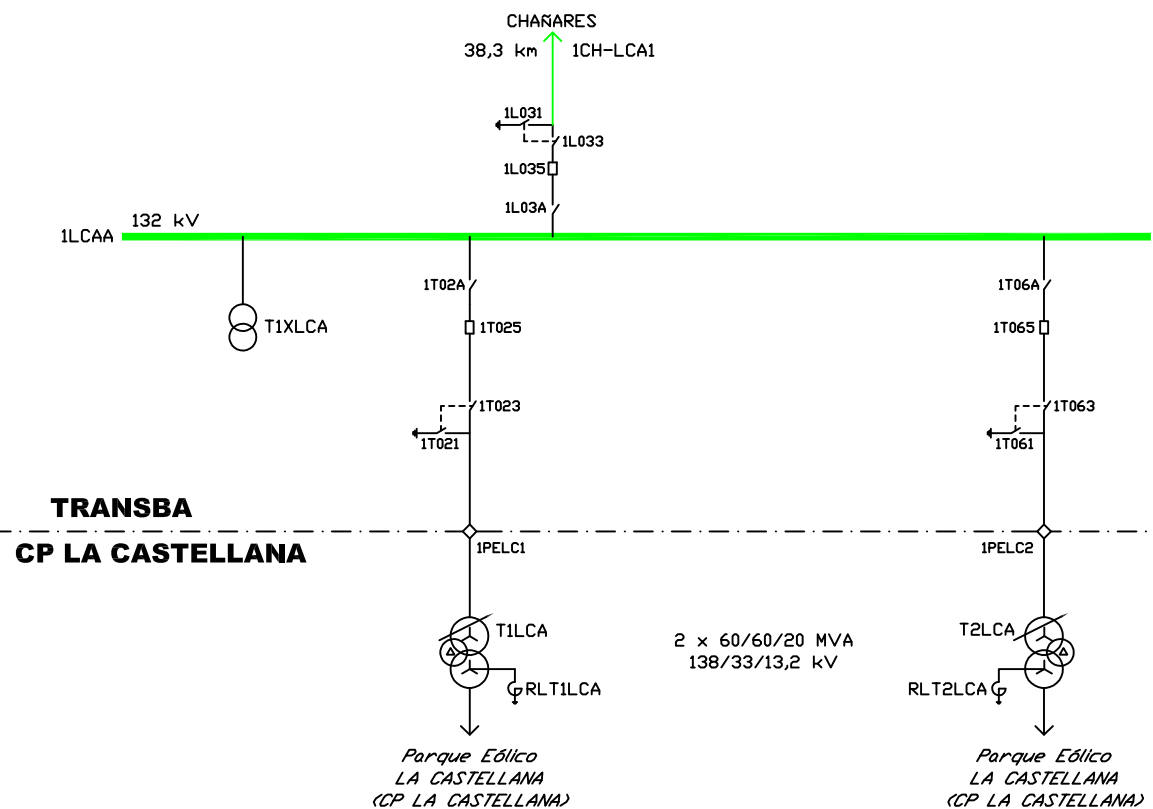 CHAÑARES
38,3 km 1CH-LCA1
1L031
1L033
1L035
1L03A
132 kV
1LCAA
1T02A
1T06A
T1XLCA
1T025
1T065
1T023
1T063
1T021
1T061
TRANSBA
CP LA CASTELLANA
1PELC1
1PELC2
T1LCA
T2LCA
2 x 60/60/20 MVA
138/33/13,2 kV
RLT1LCA
RLT2LCA
Parque Eólico
LA CASTELLANA
(CP LA CASTELLANA)
Parque Eólico
LA CASTELLANA
(CP LA CASTELLANA)